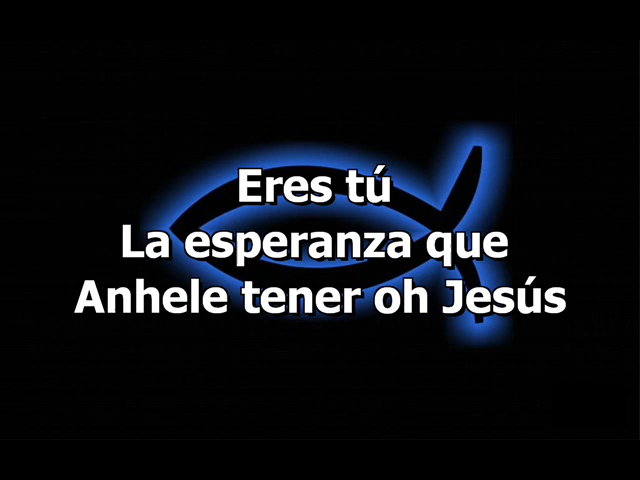 Eres tú
La esperanza que
Anhele tener oh Jesús